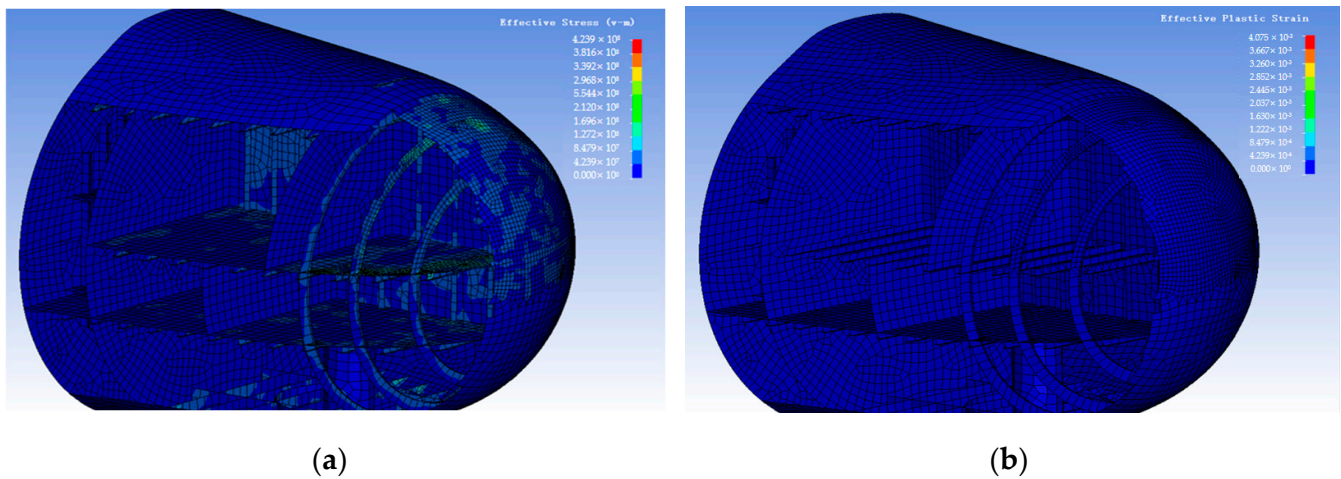 Effective Stress (v-m)
4.239 × 10⁸
3.816 × 10⁸
3.392 × 10⁸
2.968 × 10⁸
5.544 × 10⁸
2.120 × 10⁸
1.696 × 10⁸
1.272 × 10⁸
8.479 × 10⁷
4.239 × 10⁷
0.000 × 10⁰
Effective Plastic Strain
4.075 × 10⁻³
3.667 × 10⁻³
3.260 × 10⁻³
2.852 × 10⁻³
2.445 × 10⁻³
2.037 × 10⁻³
1.630 × 10⁻³
1.222 × 10⁻³
8.479 × 10⁻⁴
4.239 × 10⁻⁴
0.000 × 10⁰
(a)
(b)